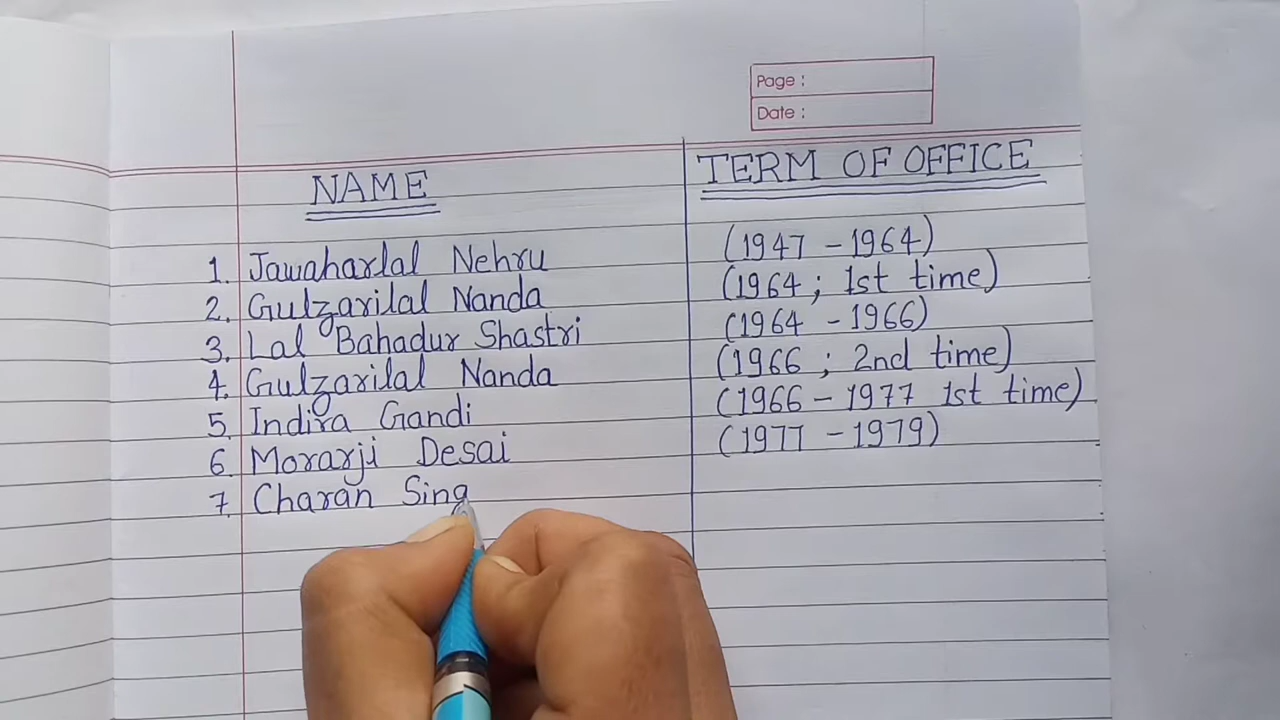 Page :
Date :
NAME TERM OF OFFICE
1. Jawaharlal Nehru (1947 - 1964)
2. Gulzarilal Nanda (1964 ; 1st time)
3. Lal Bahadur Shastri (1964 - 1966)
4. Gulzarilal Nanda (1966 ; 2nd time)
5. Indira Gandi (1966 - 1977 1st time)
6. Morarji Desai (1977 - 1979)
7. Charan Sing